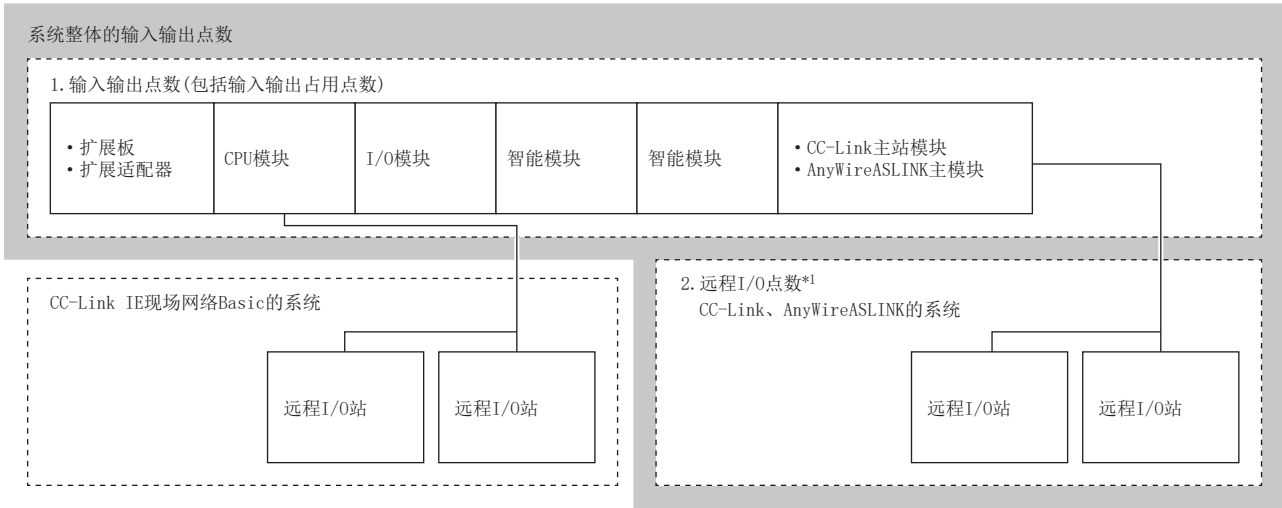 系统整体的输入输出点数
1.输入输出点数(包括输入输出占用点数)
•扩展板
•扩展适配器
CPU模块
I/O模块
智能模块
智能模块
•CC-Link主站模块
•AnyWireASLINK主模块
CC-Link IE现场网络Basic的系统
远程I/O站
远程I/O站
2.远程I/O点数*1
CC-Link、AnyWireASLINK的系统
远程I/O站
远程I/O站